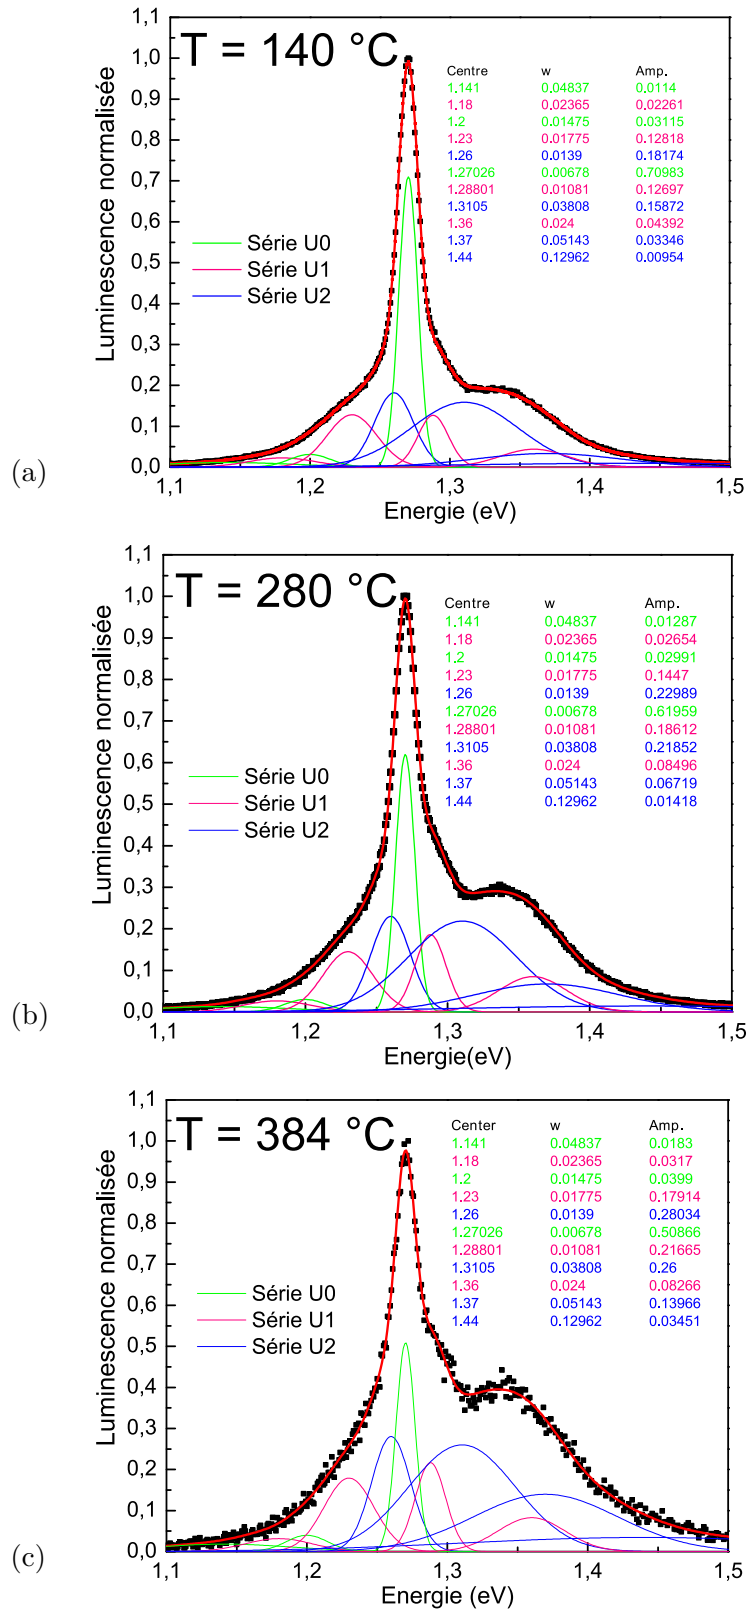 T = 140 °C
Luminescence normalisée
1,1
1,0
0,9
0,8
0,7
0,6
0,5
0,4
0,3
0,2
0,1
0,0
Centre w Amp.
1.141 0.04837 0.0114
1.18 0.02365 0.02261
1.2 0.01475 0.03115
1.23 0.01775 0.12818
1.26 0.0139 0.18174
1.27026 0.00678 0.70983
1.28801 0.01081 0.12697
1.3105 0.03808 0.15872
1.36 0.024 0.04392
1.37 0.05143 0.03346
1.44 0.12962 0.00954
Série U0
Série U1
Série U2
1,1 1,2 1,3 1,4 1,5
Energie (eV)
(a)
T = 280 °C
Luminescence normalisée
1,1
1,0
0,9
0,8
0,7
0,6
0,5
0,4
0,3
0,2
0,1
0,0
Centre w Amp.
1.141 0.04837 0.01287
1.18 0.02365 0.02654
1.2 0.01475 0.02991
1.23 0.01775 0.1447
1.26 0.0139 0.22989
1.27026 0.00678 0.61959
1.28801 0.01081 0.18612
1.3105 0.03808 0.21852
1.36 0.024 0.08496
1.37 0.05143 0.06719
1.44 0.12962 0.01418
Série U0
Série U1
Série U2
1,1 1,2 1,3 1,4 1,5
Energie(eV)
(b)
T = 384 °C
Luminescence normalisée
1,1
1,0
0,9
0,8
0,7
0,6
0,5
0,4
0,3
0,2
0,1
0,0
Center w Amp.
1.141 0.04837 0.0183
1.18 0.02365 0.0317
1.2 0.01475 0.0399
1.23 0.01775 0.17914
1.26 0.0139 0.28034
1.27026 0.00678 0.50866
1.28801 0.01081 0.21665
1.3105 0.03808 0.26
1.36 0.024 0.08266
1.37 0.05143 0.13966
1.44 0.12962 0.03451
Série U0
Série U1
Série U2
1,1 1,2 1,3 1,4 1,5
Energie (eV)
(c)